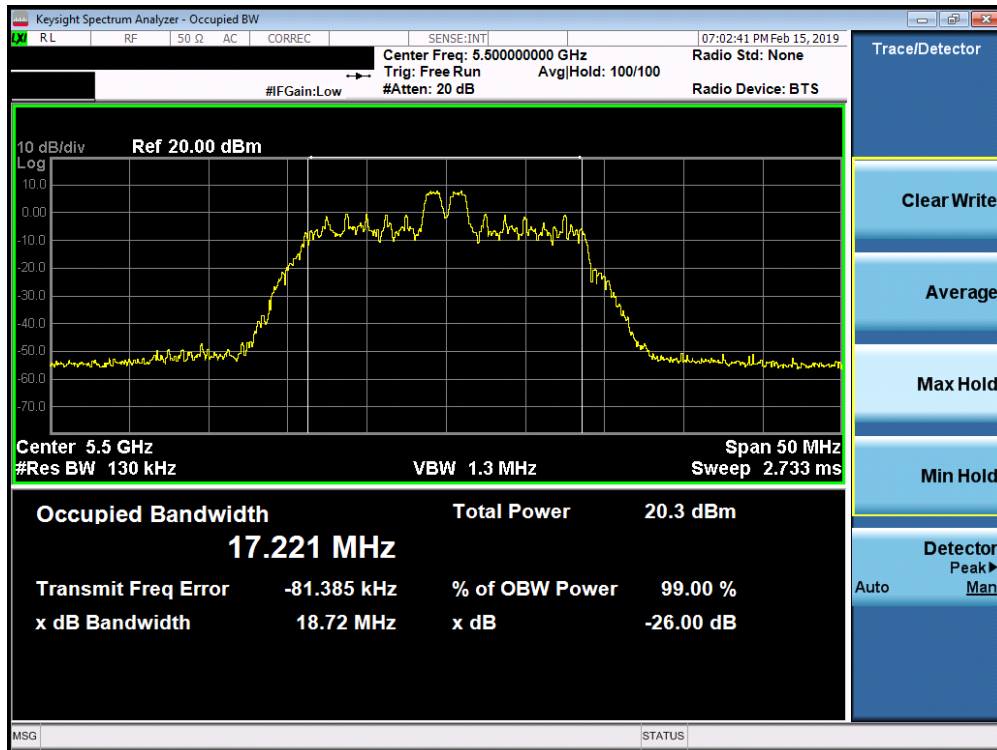 Keysight Spectrum Analyzer - Occupied BW
LXI RL RF 50 Ω AC CORREC SENSE:INT 07:02:41 PM Feb 15, 2019
Center Freq: 5.500000000 GHz Radio Std: None
Trig: Free Run Avg|Hold: 100/100
#IFGain:Low #Atten: 20 dB Radio Device: BTS
10 dB/div Ref 20.00 dBm
Log
10.0
0.00
-10.0
-20.0
-30.0
-40.0
-50.0
-60.0
-70.0
Center 5.5 GHz Span 50 MHz
#Res BW 130 kHz VBW 1.3 MHz Sweep 2.733 ms
Occupied Bandwidth Total Power 20.3 dBm
17.221 MHz
Transmit Freq Error -81.385 kHz % of OBW Power 99.00 %
x dB Bandwidth 18.72 MHz x dB -26.00 dB
MSG STATUS
Trace/Detector
Clear Write
Average
Max Hold
Min Hold
Detector
Peak▶
Auto Man